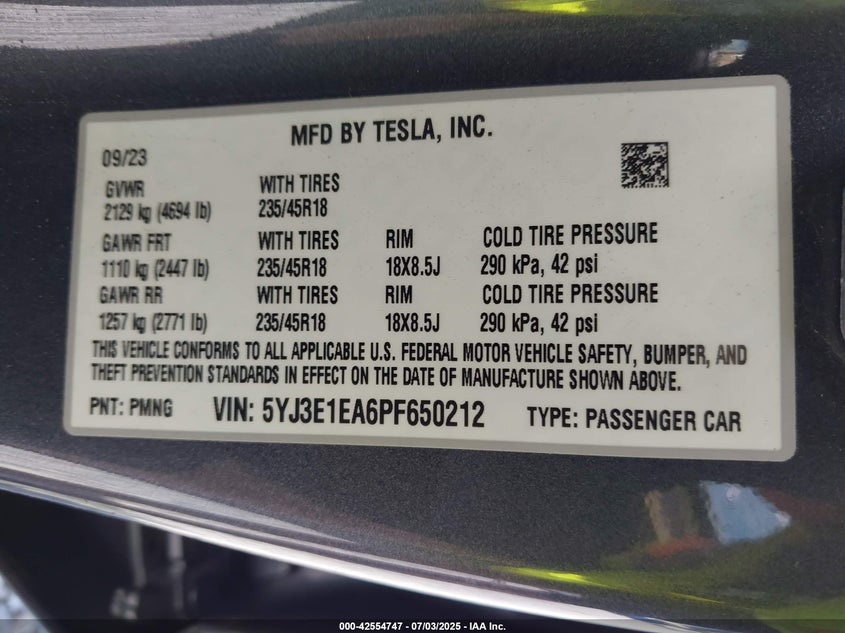 MFD BY TESLA, INC.
09/23
GVWR WITH TIRES
2129 kg (4694 lb) 235/45R18
GAWR FRT WITH TIRES RIM COLD TIRE PRESSURE
1110 kg (2447 lb) 235/45R18 18X8.5J 290 kPa, 42 psi
GAWR RR WITH TIRES RIM COLD TIRE PRESSURE
1257 kg (2771 lb) 235/45R18 18X8.5J 290 kPa, 42 psi
THIS VEHICLE CONFORMS TO ALL APPLICABLE U.S. FEDERAL MOTOR VEHICLE SAFETY, BUMPER, AND
THEFT PREVENTION STANDARDS IN EFFECT ON THE DATE OF MANUFACTURE SHOWN ABOVE.
PNT: PMNG VIN: 5YJ3E1EA6PF650212 TYPE: PASSENGER CAR
000-42554747 - 07/03/2025 - IAA Inc.